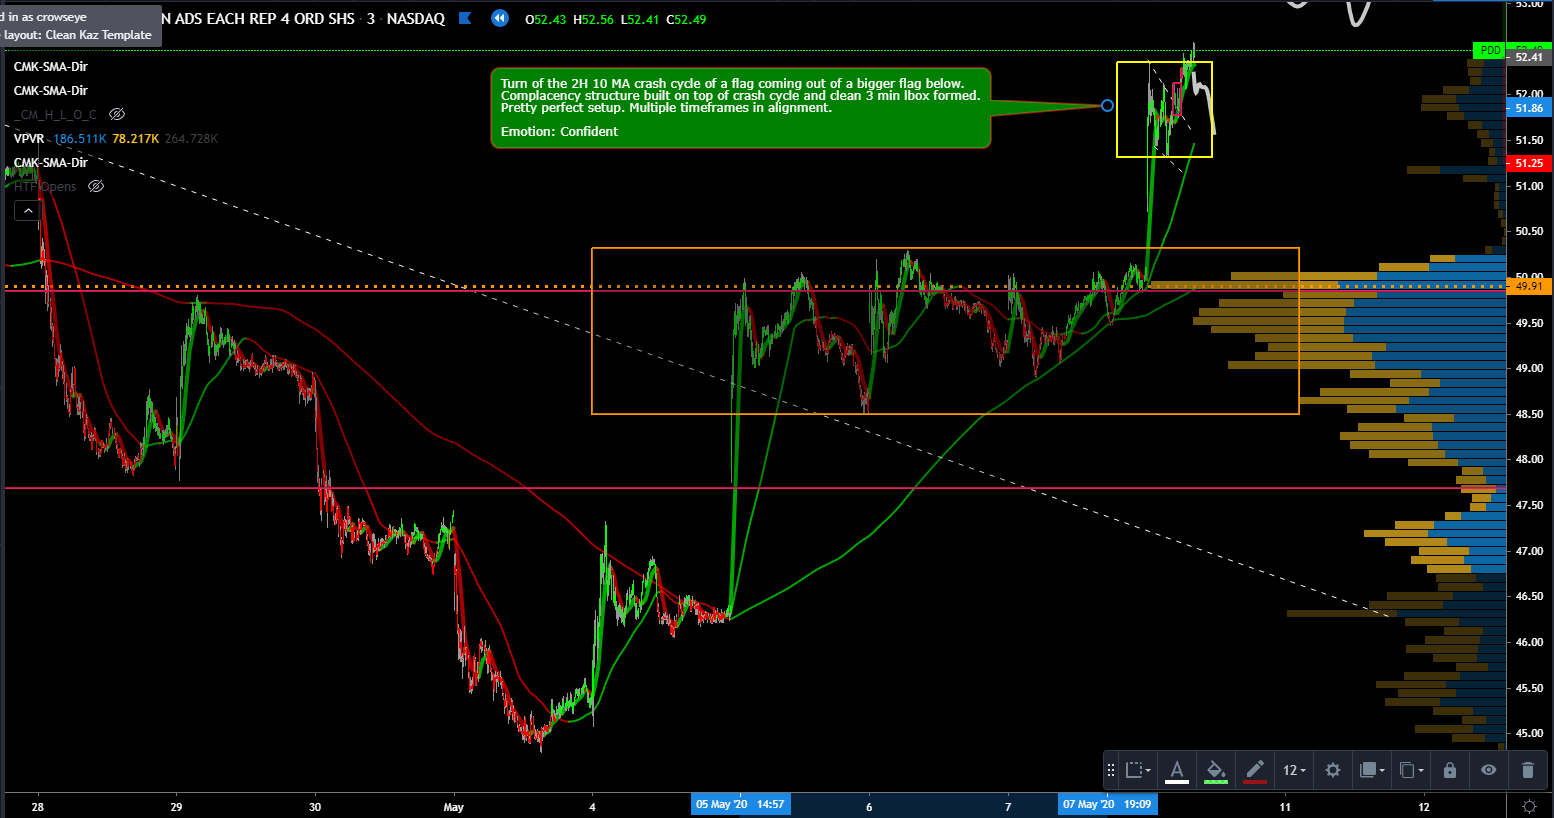 d in as crowseye
layout: Clean Kaz Template
N ADS EACH REP 4 ORD SHS · 3 · NASDAQ
O52.43 H52.56 L52.41 C52.49
CMK-SMA-Dir
CMK-SMA-Dir
_CM_H_L_O_C
VPVR 186.511K 78.217K 264.728K
CMK-SMA-Dir
HTF Opens
Turn of the 2H 10 MA crash cycle of a flag coming out of a bigger flag below.
Complacency structure built on top of crash cycle and clean 3 min lbox formed.
Pretty perfect setup. Multiple timeframes in alignment.
Emotion: Confident
53.00
PDD
52.41
52.00
51.86
51.50
51.25
51.00
50.50
50.00
49.91
49.50
49.00
48.50
48.00
47.50
47.00
46.50
46.00
45.50
45.00
A 12
28 29 30 May 4 05 May '20 14:57 6 7 07 May '20 19:09 11 12